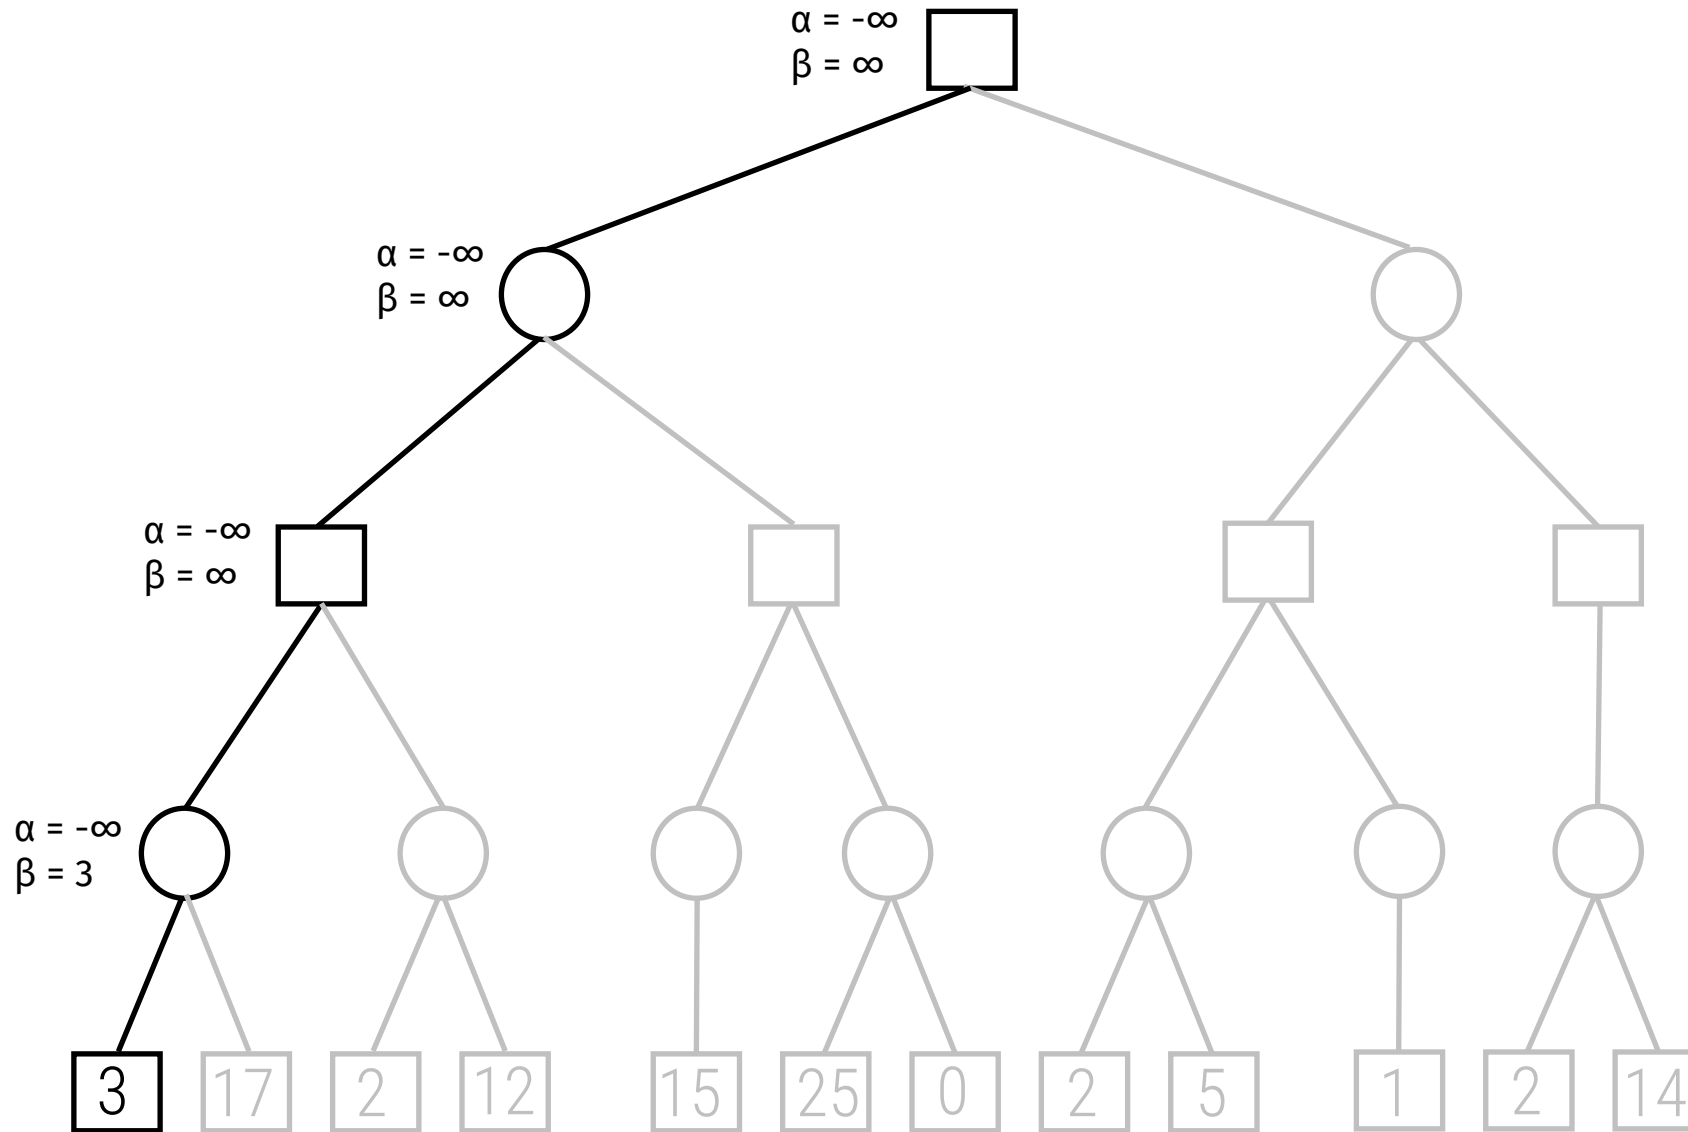 α = -∞
β = ∞
α = -∞
β = ∞
α = -∞
β = ∞
α = -∞
β = 3
3 17 2 12 15 25 0 2 5 1 2 14